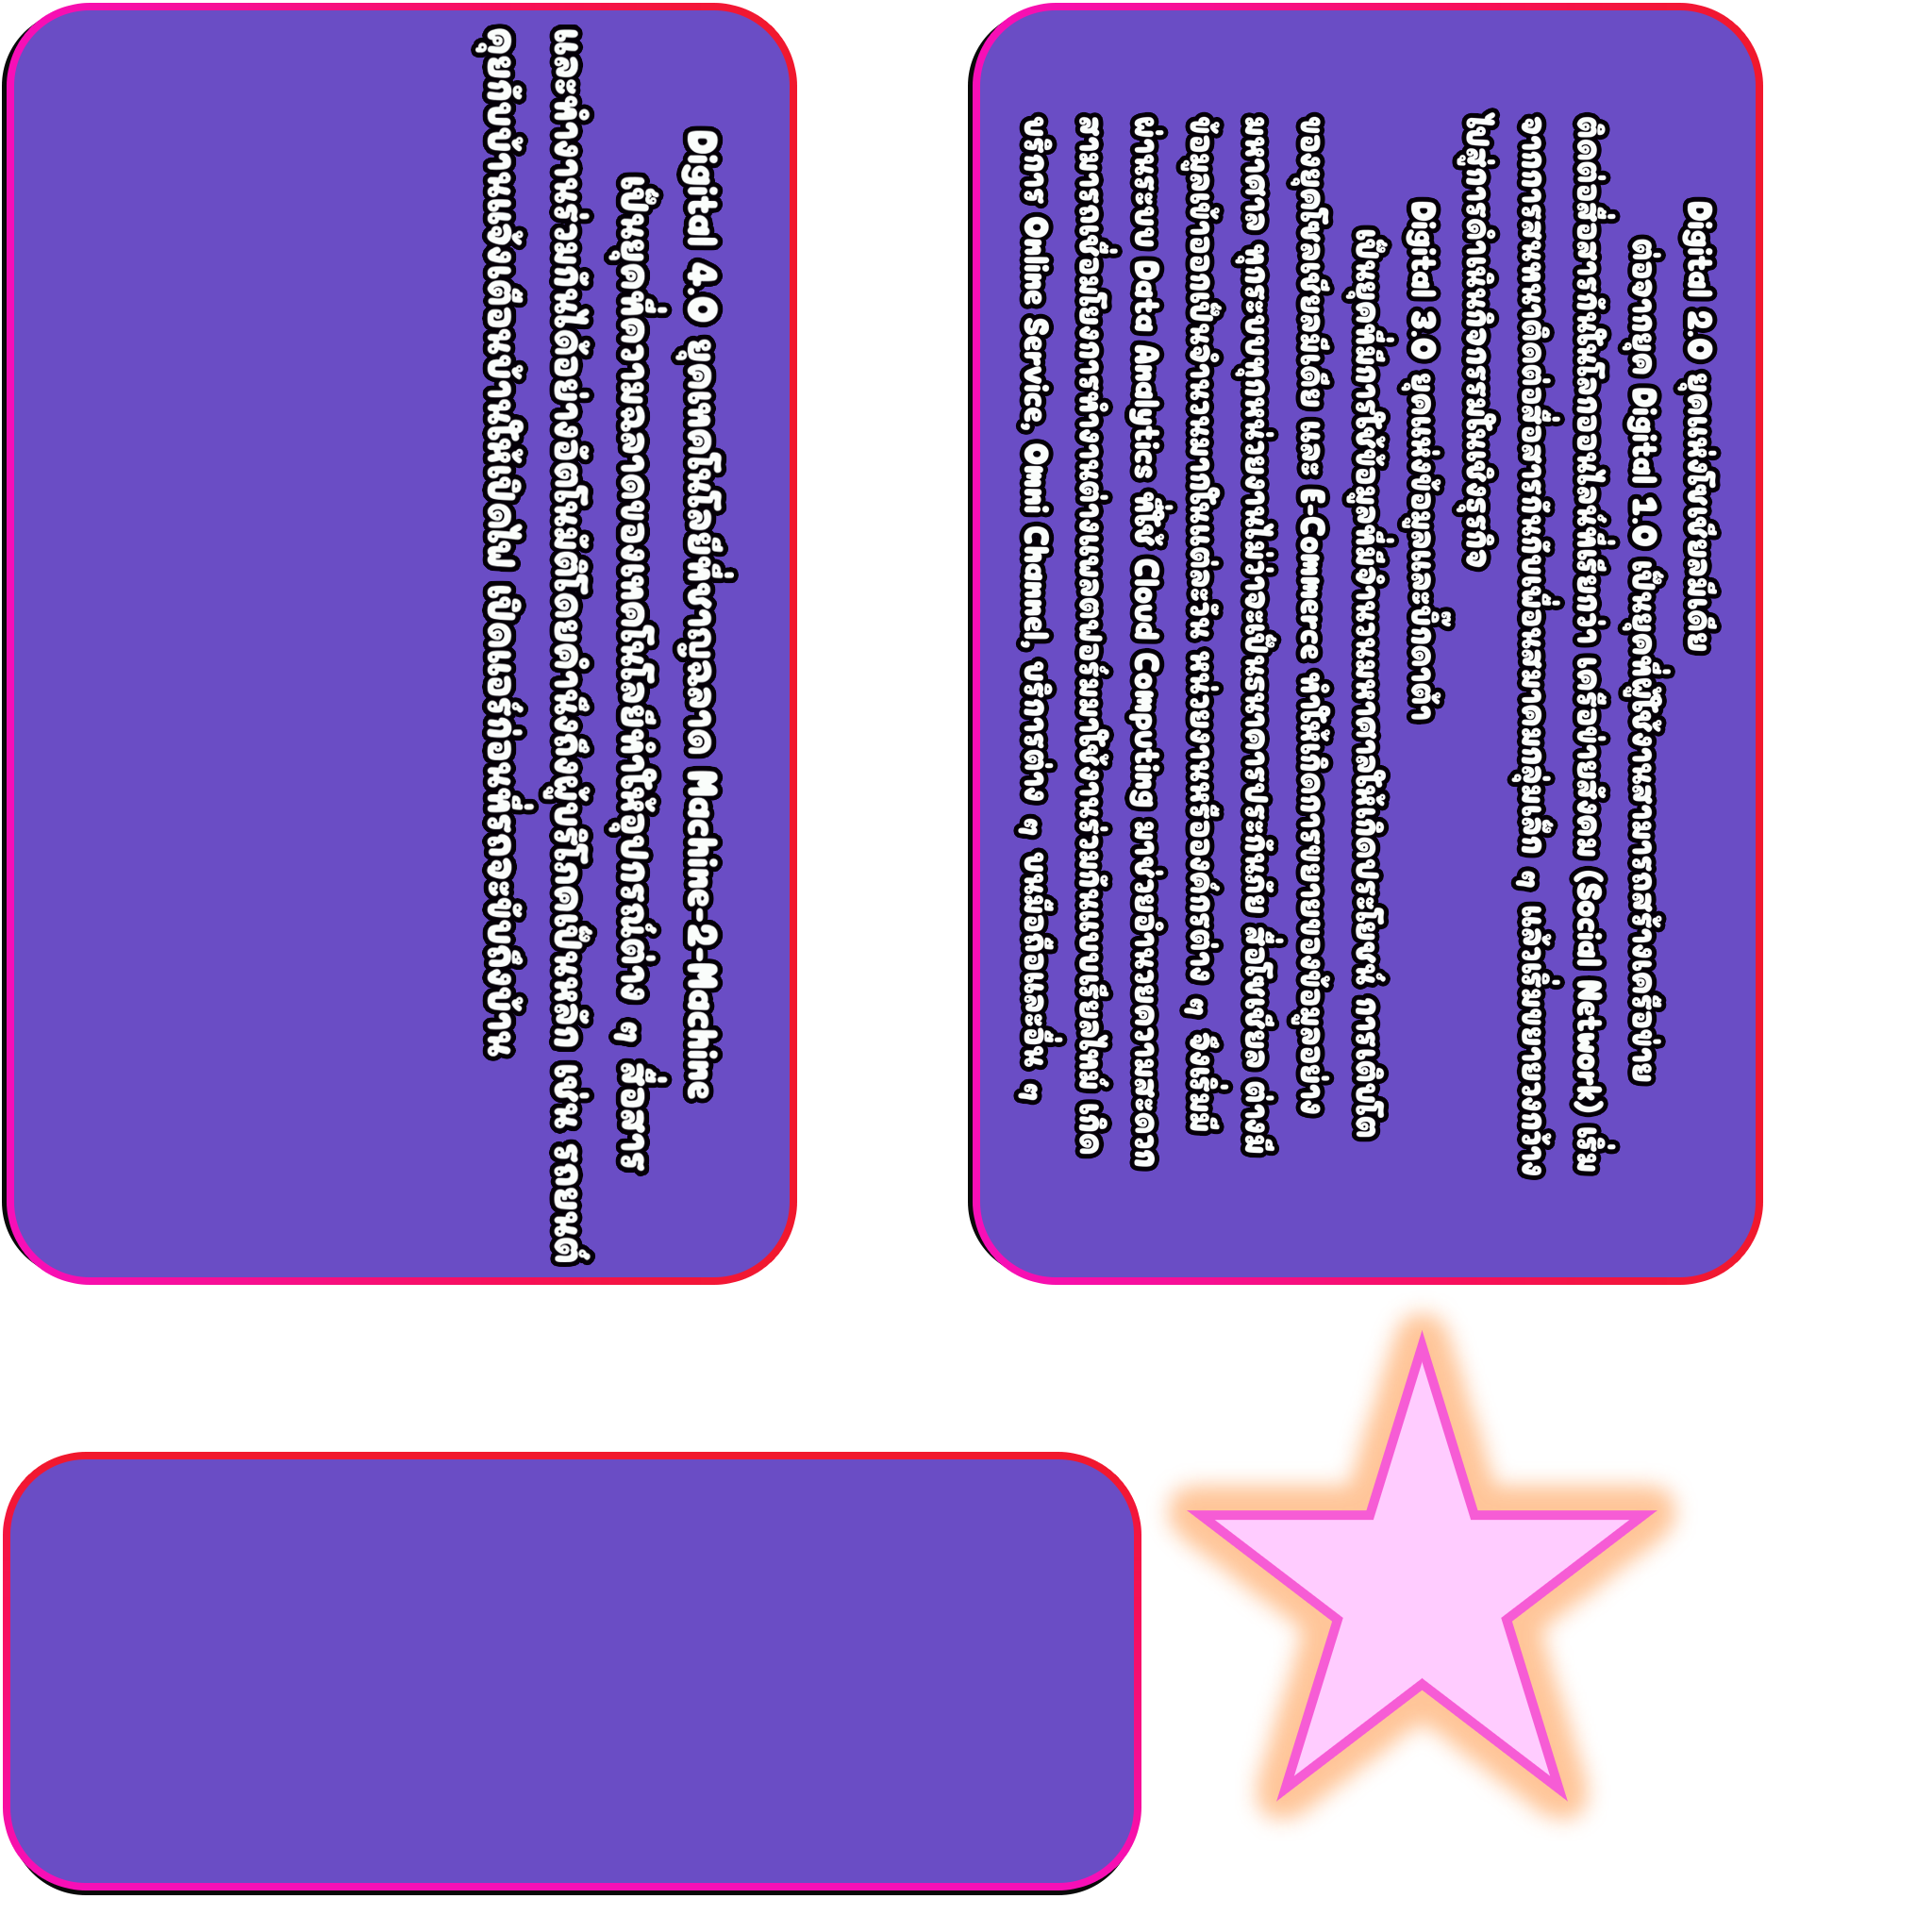 Digital 2.0 ยุคแห่งโซเชียลมีเดีย
ต่อจากยุค Digital 1.0 เป็นยุคที่ผู้ใช้งานสามารถสร้างเครือข่าย
ติดต่อสื่อสารกันบนโลกออนไลน์ที่เรียกว่า เครือข่ายสังคม (Social Network) เริ่ม
จากการสนทนาติดต่อสื่อสารกันกับเพื่อนสมาคมกลุ่มเล็ก ๆ แล้วเริ่มขยายวงกว้าง
ไปสู่การดำเนินกิจกรรมในเชิงธุรกิจ
Digital 3.0 ยุคแห่งข้อมูลและบิ๊กดาต้า
เป็นยุคที่มีการใช้ข้อมูลที่มีจำนวนมหาศาลให้เกิดประโยชน์ การเติบโต
ของยุคโซเชียลมีเดีย และ E-Commerce ทำให้เกิดการขยายของข้อมูลอย่าง
มหาศาล ทุกระบบทุกหน่วยงานไม่ว่าจะเป็นธนาคารประกันภัย สื่อโซเชียล ต่างมี
ข้อมูลเข้าออกเป็นจำนวนมากในแต่ละวัน หน่วยงานหรือองค์กรต่าง ๆ จึงเริ่มมี
ผ่านระบบ Data Analytics ที่ใช้ Cloud Computing มาช่วยอำนวยความสะดวก
สามารถเชื่อมโยงการทำงานต่างแพลตฟอร์มมาใช้งานร่วมกันแบบเรียลไทม์ เกิด
บริการ Online Service, Omni Channel, บริการต่าง ๆ บนมือถือและอื่น ๆ
Digital 4.0 ยุคเทคโนโลยีที่ชาญฉลาด Machine-2-Machine
เป็นยุคที่ความฉลาดของเทคโนโลยีทำให้อุปกรณ์ต่าง ๆ สื่อสาร
และทำงานร่วมกันได้อย่างอัตโนมัติโดยคำนึงถึงผู้บริโภคเป็นหลัก เช่น รถยนต์
คุยกับบ้านแจ้งเตือนบ้านให้เปิดไฟ เปิดแอร์ก่อนที่รถจะขับถึงบ้าน